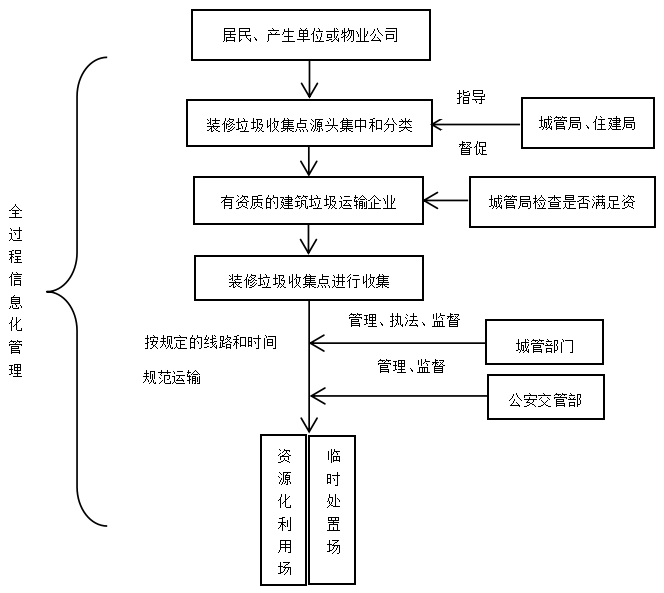 居民、产生单位或物业公司
指导
装修垃圾收集点源头集中和分类
城管局、住建局
督促
有资质的建筑垃圾运输企业
城管局检查是否满足资
全过程信息化管理
装修垃圾收集点进行收集
管理、执法、监督
按规定的线路和时间
城管部门
管理、监督
规范运输
公安交管部
资源化利用场
临时处置场